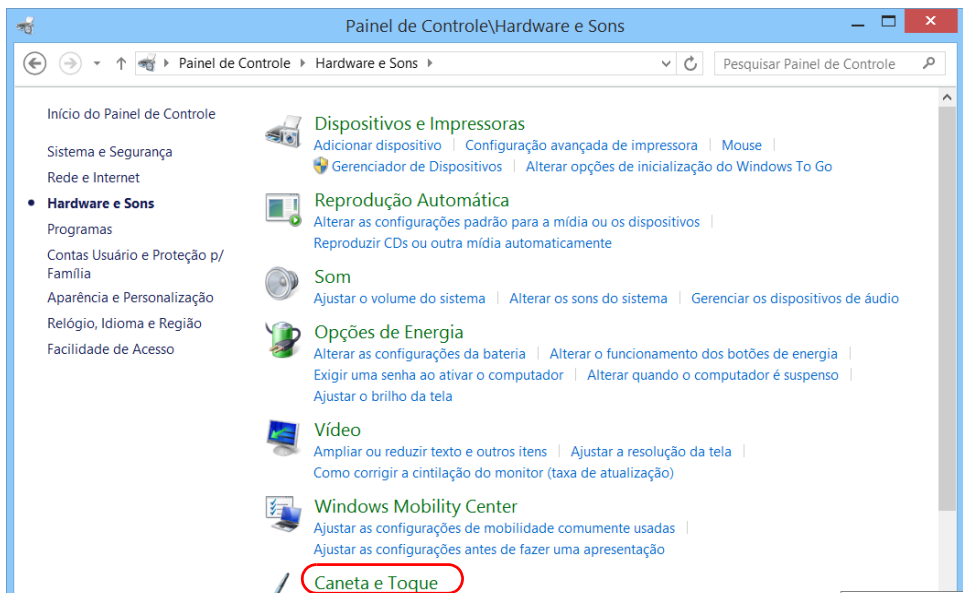 Painel de Controle\Hardware e Sons
Painel de Controle Hardware e Sons
Pesquisar Painel de Controle
Início do Painel de Controle
Sistema e Segurança
Rede e Internet
Hardware e Sons
Programas
Contas Usuário e Proteção p/
Família
Aparência e Personalização
Relógio, Idioma e Região
Facilidade de Acesso
Dispositivos e Impressoras
Adicionar dispositivo Configuração avançada de impressora Mouse
Gerenciador de Dispositivos Alterar opções de inicialização do Windows To Go
Reprodução Automática
Alterar as configurações padrão para a mídia ou os dispositivos
Reproduzir CDs ou outra mídia automaticamente
Som
Ajustar o volume do sistema Alterar os sons do sistema Gerenciar os dispositivos de áudio
Opções de Energia
Alterar as configurações da bateria Alterar o funcionamento dos botões de energia
Exigir uma senha ao ativar o computador Alterar quando o computador é suspenso
Ajustar o brilho da tela
Vídeo
Ampliar ou reduzir texto e outros itens Ajustar a resolução da tela
Como corrigir a cintilação do monitor (taxa de atualização)
Windows Mobility Center
Ajustar as configurações de mobilidade comumente usadas
Ajustar as configurações antes de fazer uma apresentação
Caneta e Toque